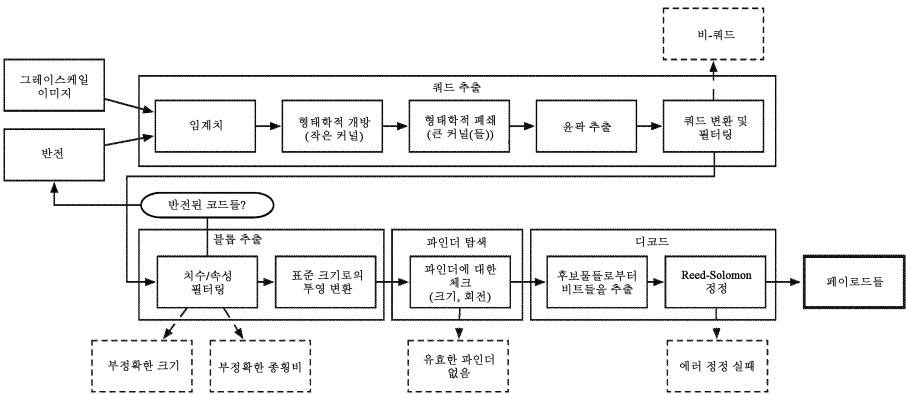 비-쿼드
그레이스케일
이미지
쿼드 추출
임계치
형태학적 개방
(작은 커널)
형태학적 폐쇄
(큰 커널(들))
윤곽 추출
쿼드 변환 및
필터링
반전
반전된 코드들?
블롭 추출
파인더 탐색
디코드
치수/속성
필터링
표준 크기로의
투영 변환
파인더에 대한
체크
(크기, 회전)
후보물들로부터
비트들을 추출
Reed-Solomon
정정
페이로드들
부정확한 크기
부정확한 종횡비
유효한 파인더
없음
에러 정정 실패